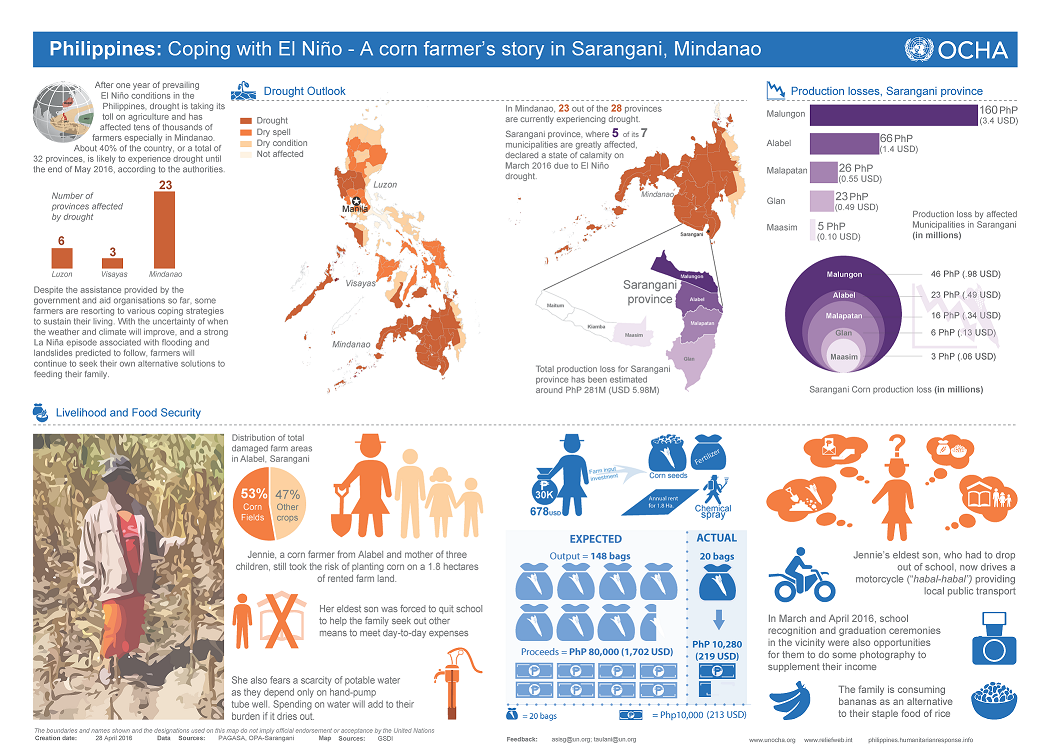 Philippines: Coping with El Niño - A corn farmer's story in Sarangani, Mindanao
OCHA
After one year of prevailing
El Niño conditions in the
Philippines, drought is taking its
toll on agriculture and has
affected tens of thousands of
farmers especially in Mindanao.
About 40% of the country, or a total of
32 provinces, is likely to experience drought until
the end of May 2016, according to the authorities.
Number of
provinces affected
by drought
6
3
23
Luzon
Visayas
Mindanao
Despite the assistance provided by the
government and aid organisations so far, some
farmers are resorting to various coping strategies
to sustain their living. With the uncertainty of when
the weather and climate will improve, and a strong
La Niña episode associated with flooding and
landslides predicted to follow, farmers will
continue to seek their own alternative solutions to
feeding their family.
Drought Outlook
Drought
Dry spell
Dry condition
Not affected
Luzon
Manila
Visayas
Mindanao
In Mindanao, 23 out of the 28 provinces
are currently experiencing drought.
Sarangani province, where 5 of its 7
municipalities are greatly affected,
declared a state of calamity on
March 2016 due to El Niño
drought.
Mindanao
Sarangani
Sarangani
province
Malungon
Alabel
Malapatan
Glan
Maasim
Kiamba
Maitum
Total production loss for Sarangani
province has been estimated
around PhP 281M (USD 5.98M)
Production losses, Sarangani province
Malungon
160 PhP
(3.4 USD)
Alabel
66 PhP
(1.4 USD)
Malapatan
26 PhP
(0.55 USD)
Glan
23 PhP
(0.49 USD)
Maasim
5 PhP
(0.10 USD)
Production loss by affected
Municipalities in Sarangani
(in millions)
Malungon
46 PhP (.98 USD)
Alabel
23 PhP (.49 USD)
Malapatan
16 PhP (.34 USD)
Glan
6 PhP (.13 USD)
Maasim
3 PhP (.06 USD)
Sarangani Corn production loss (in millions)
Livelihood and Food Security
Distribution of total
damaged farm areas
in Alabel, Sarangani
53%
Corn
Fields
47%
Other
crops
Jennie, a corn farmer from Alabel and mother of three
children, still took the risk of planting corn on a 1.8 hectares
of rented farm land.
Her eldest son was forced to quit school
to help the family seek out other
means to meet day-to-day expenses
She also fears a scarcity of potable water
as they depend only on hand-pump
tube well. Spending on water will add to their
burden if it dries out.
₱
30K
678USD
Farm input
investment
Corn seeds
Fertilizer
Annual rent
for 1.8 Ha.
Chemical
spray
EXPECTED
Output = 148 bags
Proceeds = PhP 80,000 (1,702 USD)
ACTUAL
20 bags
PhP 10,280
(219 USD)
= 20 bags
= Php10,000 (213 USD)
?
Jennie's eldest son, who had to drop
out of school, now drives a
motorcycle ("habal-habal") providing
local public transport
In March and April 2016, school
recognition and graduation ceremonies
in the vicinity were also opportunities
for them to do some photography to
supplement their income
The family is consuming
bananas as an alternative
to their staple food of rice
The boundaries and names shown and the designations used on this map do not imply official endorsement or acceptance by the United Nations
Creation date: 28 April 2016 Data Sources: PAGASA, OPA-Sarangani Map Sources: GSDI
Feedback: asisg@un.org; taulani@un.org
www.unocha.org www.reliefweb.int philippines.humanitarianresponse.info